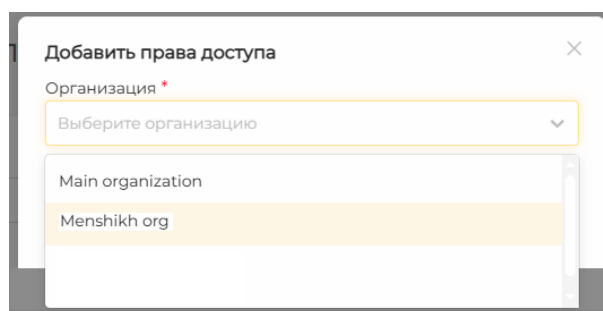 Добавить права доступа
Организация *
Выберите организацию
Main organization
Menshikh org